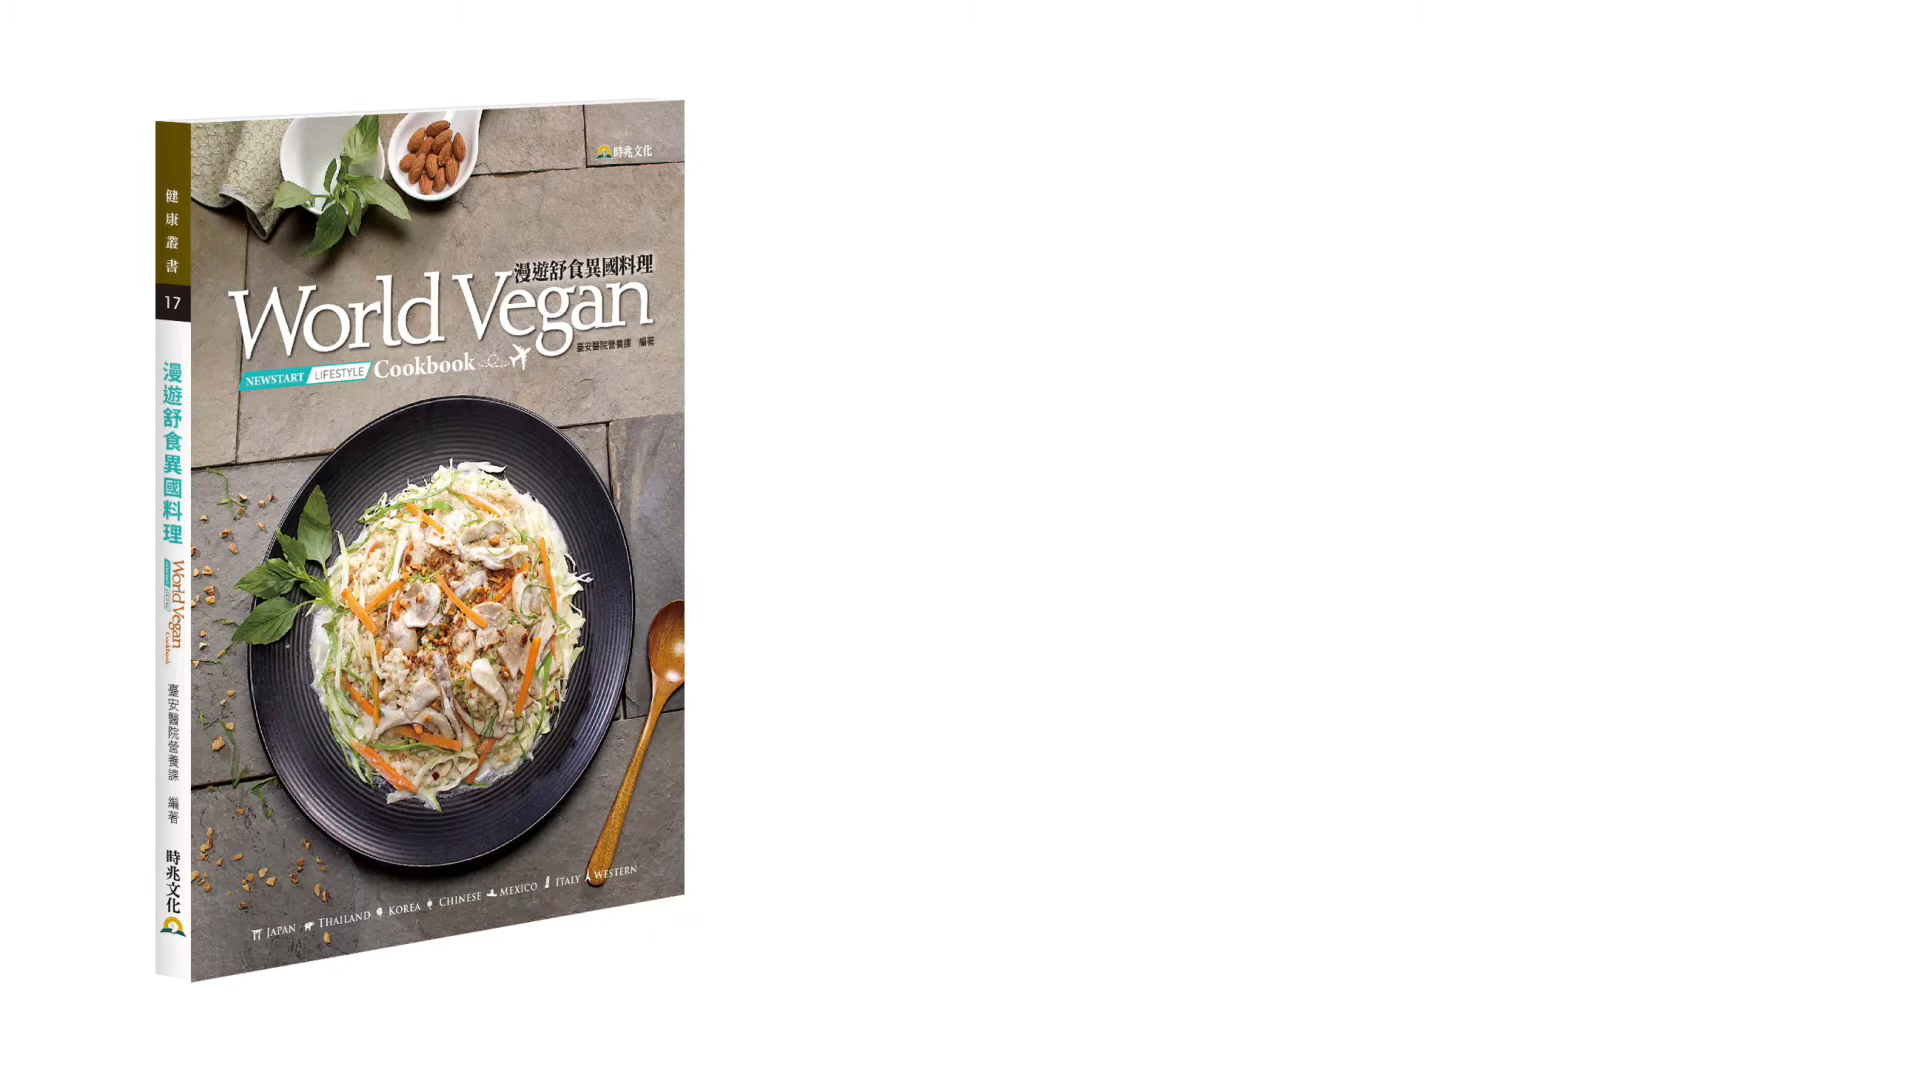 健康叢書
17
漫遊舒食異國料理
World Vegan
Cookbook
臺安醫院營養課 編著
時兆文化
時兆文化
漫遊舒食異國料理
World Vegan
臺安醫院營養課 編著
NEWSTART LIFESTYLE Cookbook
JAPAN THAILAND KOREA CHINESE MEXICO ITALY WESTERN